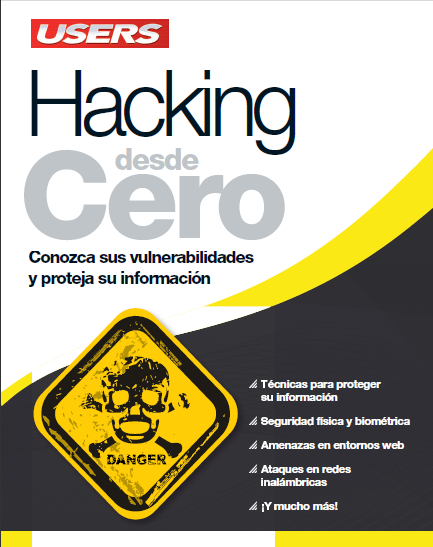 USERS
Hacking
desde
Cero
Conozca sus vulnerabilidades
y proteja su información
DANGER
Técnicas para proteger
su información
Seguridad física y biométrica
Amenazas en entornos web
Ataques en redes
inalámbricas
¡Y mucho más!